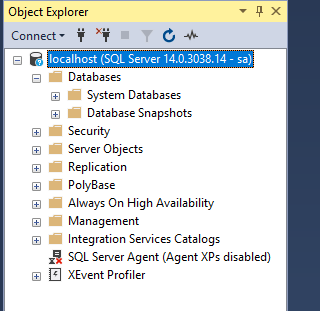 Object Explorer
Connect
localhost (SQL Server 14.0.3038.14 - sa)
Databases
System Databases
Database Snapshots
Security
Server Objects
Replication
PolyBase
Always On High Availability
Management
Integration Services Catalogs
SQL Server Agent (Agent XPs disabled)
XEvent Profiler